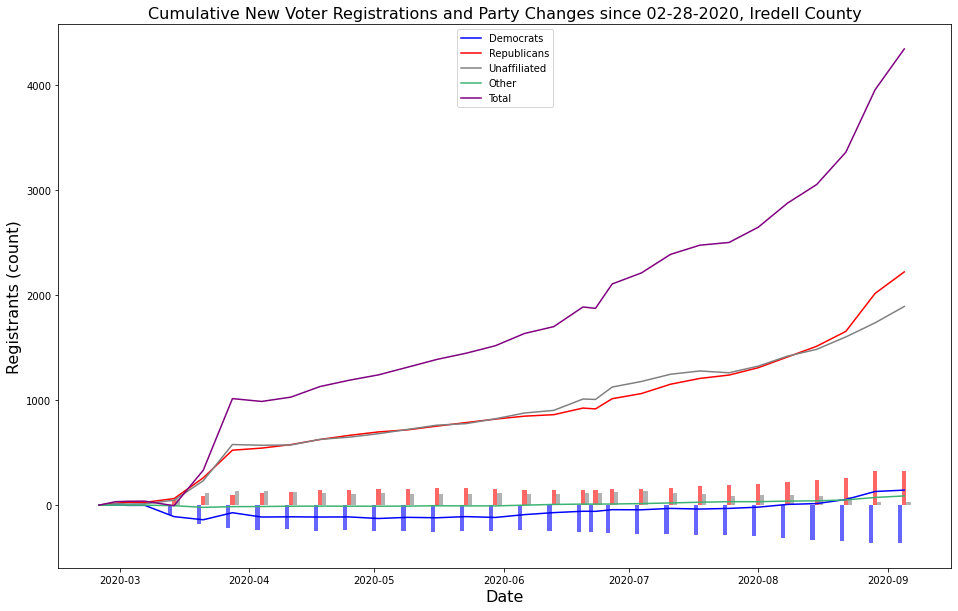 Cumulative New Voter Registrations and Party Changes since 02-28-2020, Iredell County
Democrats
Republicans
Unaffiliated
Other
Total
4000
3000
2000
1000
0
Registrants (count)
2020-03
2020-04
2020-05
2020-06
2020-07
2020-08
2020-09
Date